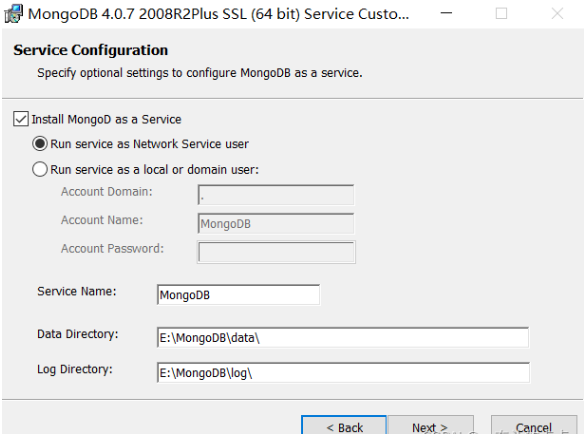 MongoDB 4.0.7 2008R2Plus SSL (64 bit) Service Custo...
Service Configuration
Specify optional settings to configure MongoDB as a service.
Install MongoD as a Service
Run service as Network Service user
Run service as a local or domain user:
Account Domain: .
Account Name: MongoDB
Account Password:
Service Name: MongoDB
Data Directory: E:\MongoDB\data\
Log Directory: E:\MongoDB\log\
< Back Next > Cancel